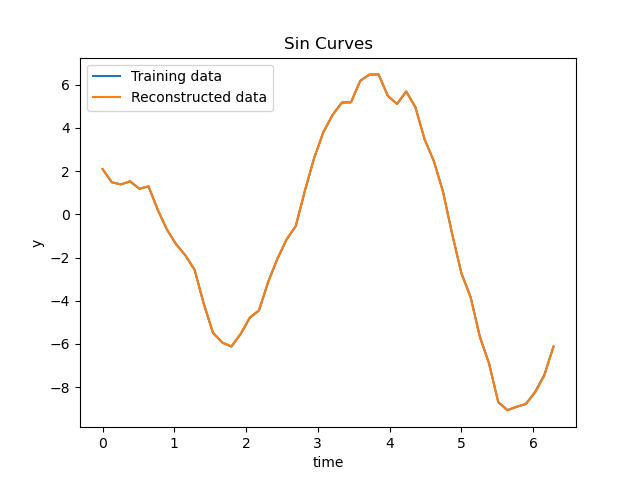 Sin Curves
Training data
Reconstructed data
6
4
2
0
−2
−4
−6
−8
y
0 1 2 3 4 5 6
time